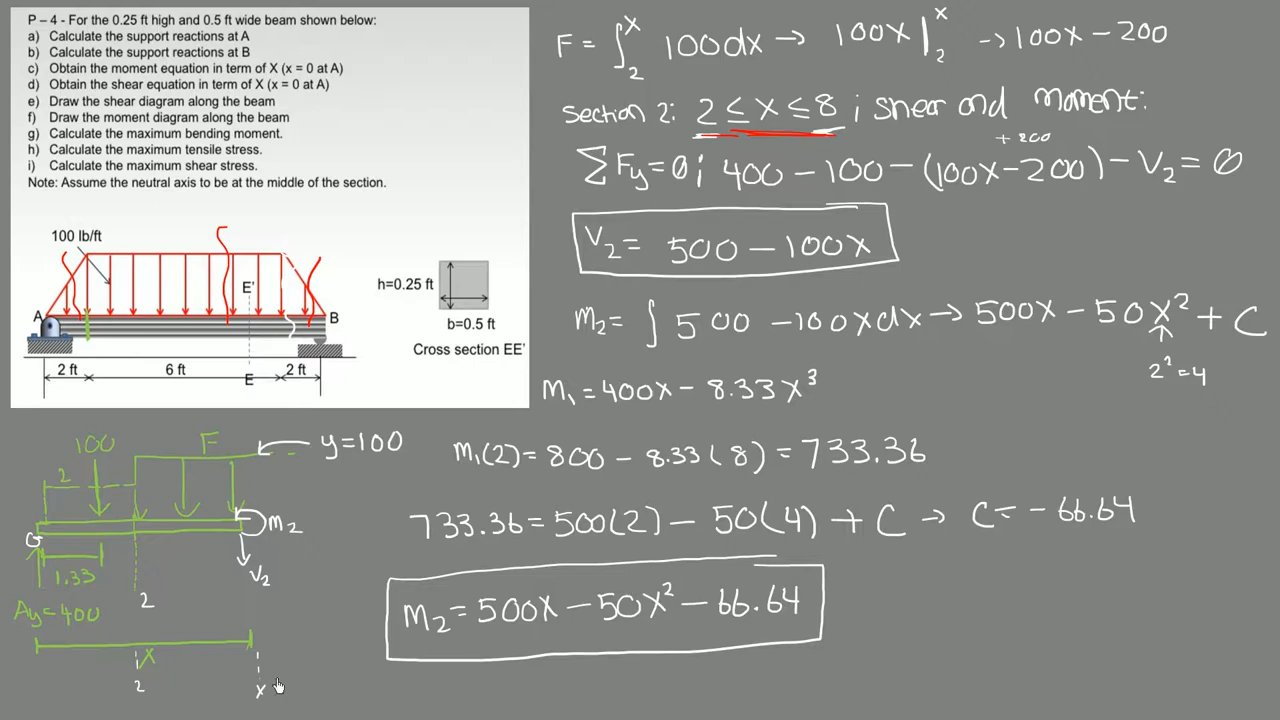 P – 4 - For the 0.25 ft high and 0.5 ft wide beam shown below:
a) Calculate the support reactions at A
b) Calculate the support reactions at B
c) Obtain the moment equation in term of X (x = 0 at A)
d) Obtain the shear equation in term of X (x = 0 at A)
e) Draw the shear diagram along the beam
f) Draw the moment diagram along the beam
g) Calculate the maximum bending moment.
h) Calculate the maximum tensile stress.
i) Calculate the maximum shear stress.
Note: Assume the neutral axis to be at the middle of the section.
100 lb/ft
A
E'
B
2 ft
6 ft
E
2 ft
h=0.25 ft
b=0.5 ft
Cross section EE'
F = ∫₂ˣ 100dx → 100x |₂ˣ → 100x – 200
Section 2: 2 ≤ x ≤ 8 ; shear and moment:
+200
∑Fy = 0; 400 – 100 – (100x – 200) – V₂ = 0
V₂ = 500 – 100x
M₂ = ∫ 500 – 100x dx → 500x – 50x² + C
2² = 4
M₁ = 400x – 8.33x³
M₁(2) = 800 – 8.33(8) = 733.36
733.36 = 500(2) – 50(4) + C → C = – 66.64
M₂ = 500x – 50x² – 66.64
100
F
y=100
2
M₂
1.33
V₂
2
Ay = 400
X
2
x